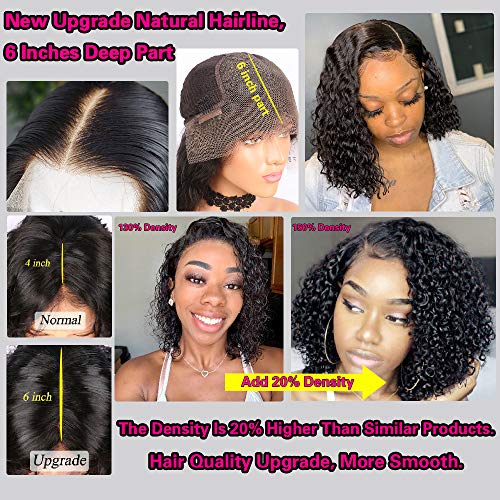 New Upgrade Natural Hairline,
6 Inches Deep Part
6 inch part
4 inch
Normal
130% Density
150% Density
6 inch
Upgrade
Add 20% Density
The Density Is 20% Higher Than Similar Products.
Hair Quality Upgrade, More Smooth.